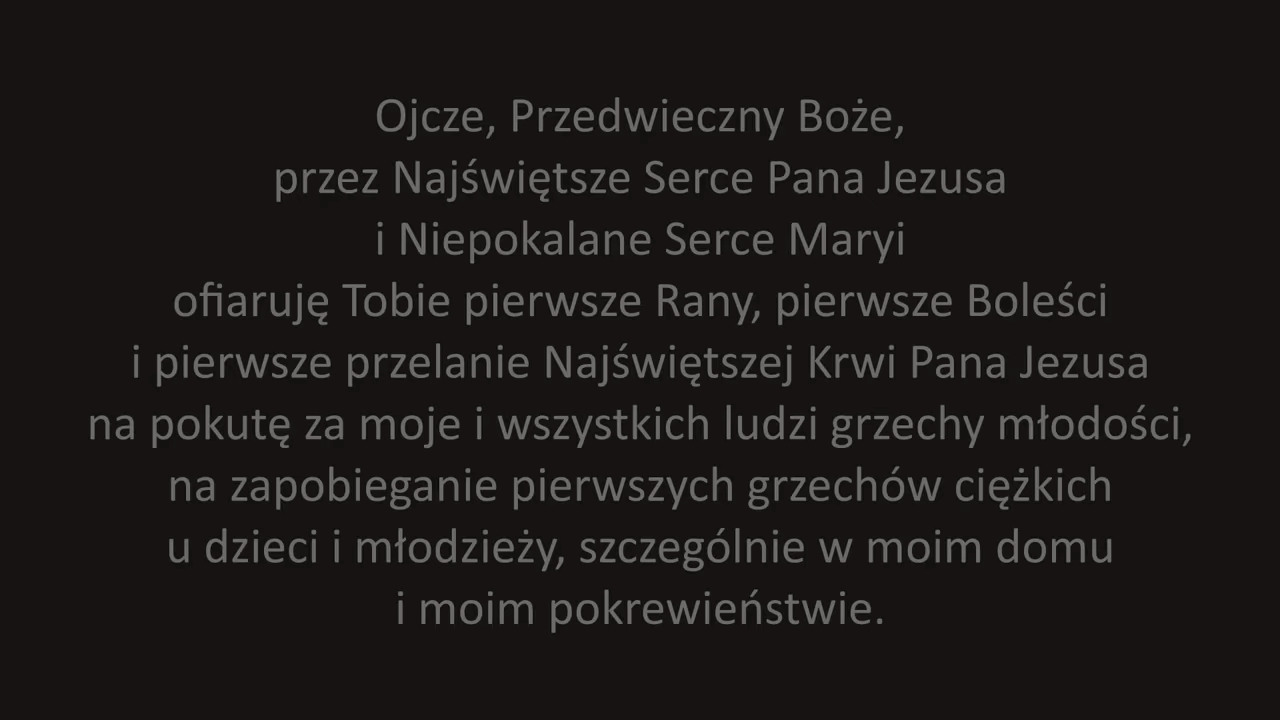 Ojcze, Przedwieczny Boże,
przez Najświętsze Serce Pana Jezusa
i Niepokalane Serce Maryi
ofiaruję Tobie pierwsze Rany, pierwsze Boleści
i pierwsze przelanie Najświętszej Krwi Pana Jezusa
na pokutę za moje i wszystkich ludzi grzechy młodości,
na zapobieganie pierwszych grzechów ciężkich
u dzieci i młodzieży, szczególnie w moim domu
i moim pokrewieństwie.